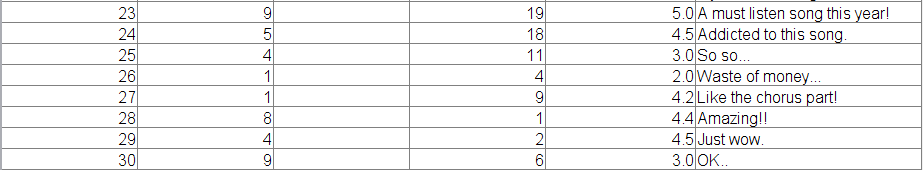 23 9 19 5.0 A must listen song this year!
24 5 18 4.5 Addicted to this song.
25 4 11 3.0 So so...
26 1 4 2.0 Waste of money...
27 1 9 4.2 Like the chorus part!
28 8 1 4.4 Amazing!!
29 4 2 4.5 Just wow.
30 9 6 3.0 OK..